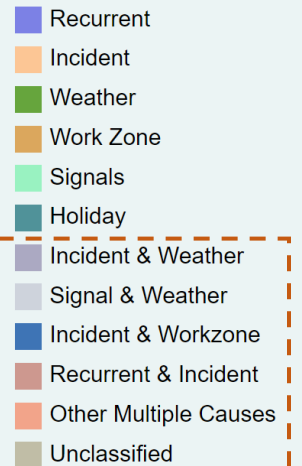 Recurrent
Incident
Weather
Work Zone
Signals
Holiday
Incident & Weather
Signal & Weather
Incident & Workzone
Recurrent & Incident
Other Multiple Causes
Unclassified